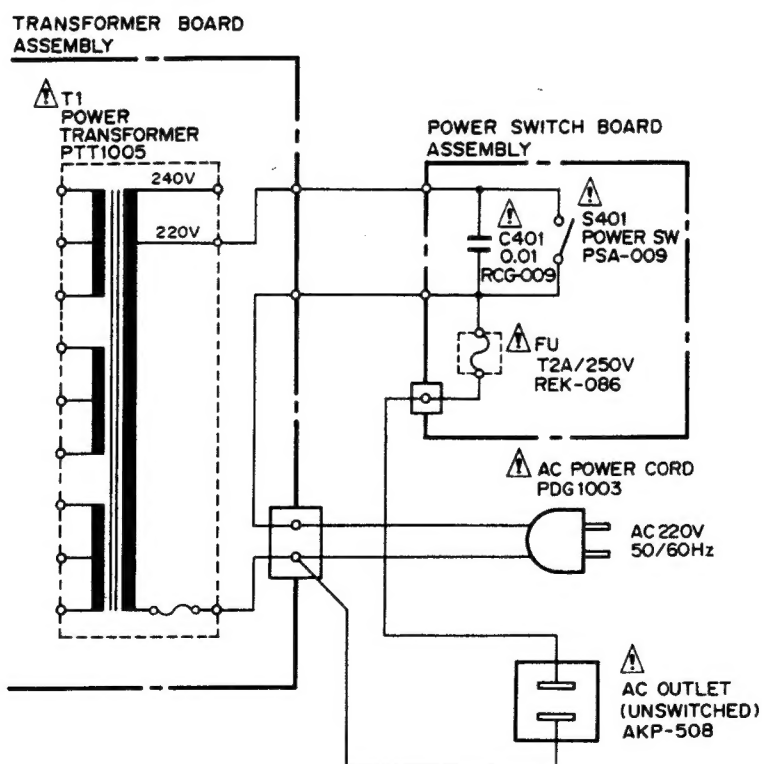 TRANSFORMER BOARD
ASSEMBLY
T1
POWER
TRANSFORMER
PTT1005
240V
220V
POWER SWITCH BOARD
ASSEMBLY
C401
0.01
RCG-009
S401
POWER SW
PSA-009
FU
T2A/250V
REK-086
AC POWER CORD
PDG1003
AC 220V
50/60Hz
AC OUTLET
(UNSWITCHED)
AKP-508